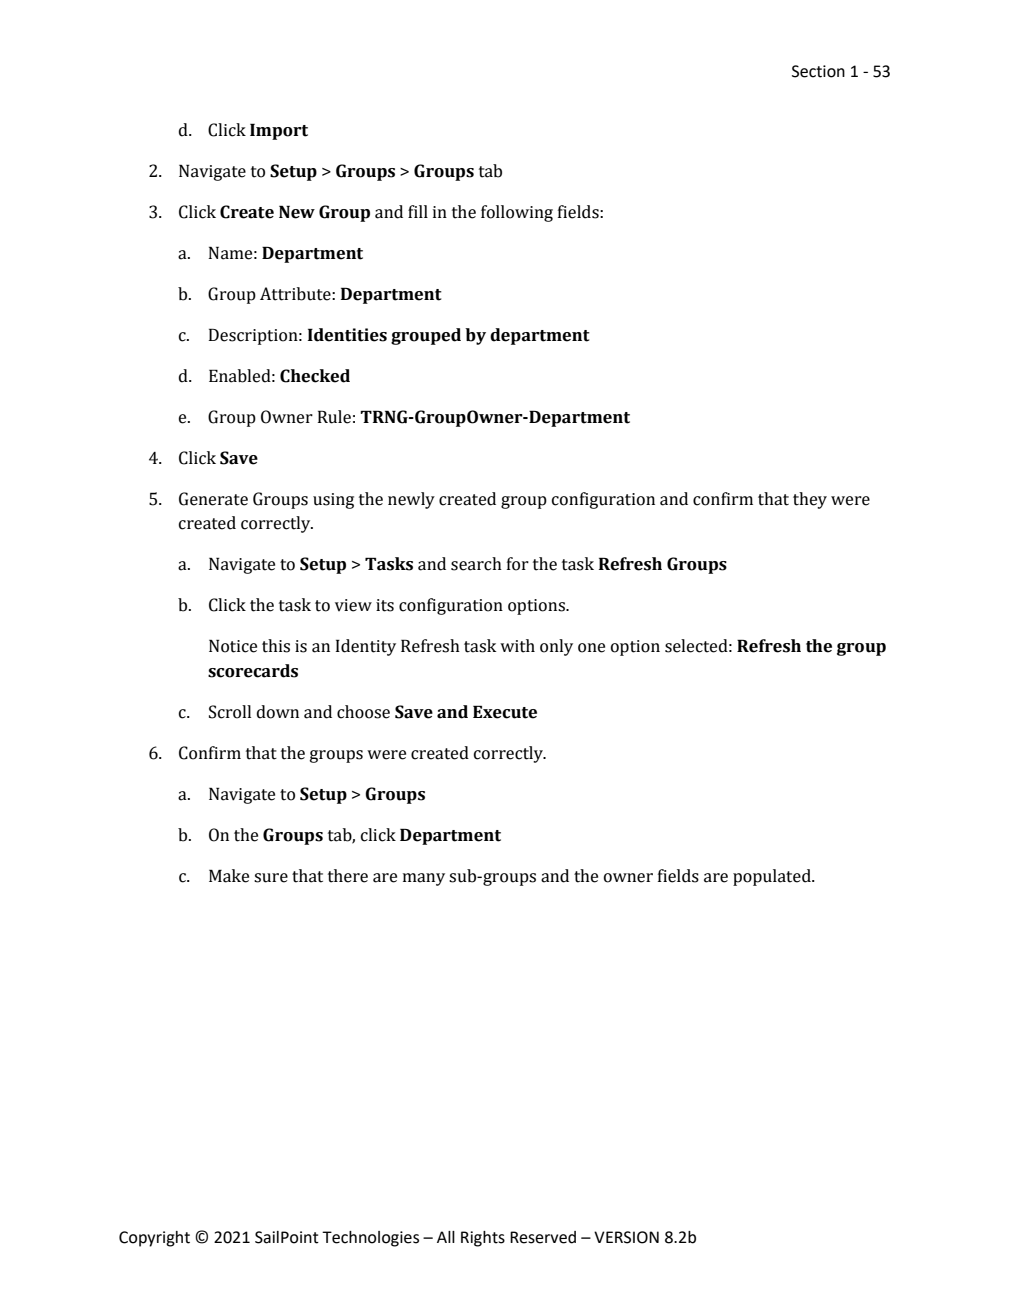 Section 1 - 53
d. Click Import
2. Navigate to Setup > Groups > Groups tab
3. Click Create New Group and fill in the following fields:
a. Name: Department
b. Group Attribute: Department
c. Description: Identities grouped by department
d. Enabled: Checked
e. Group Owner Rule: TRNG-GroupOwner-Department
4. Click Save
5. Generate Groups using the newly created group configuration and confirm that they were
created correctly.
a. Navigate to Setup > Tasks and search for the task Refresh Groups
b. Click the task to view its configuration options.
Notice this is an Identity Refresh task with only one option selected: Refresh the group
scorecards
c. Scroll down and choose Save and Execute
6. Confirm that the groups were created correctly.
a. Navigate to Setup > Groups
b. On the Groups tab, click Department
c. Make sure that there are many sub-groups and the owner fields are populated.
Copyright © 2021 SailPoint Technologies – All Rights Reserved – VERSION 8.2b